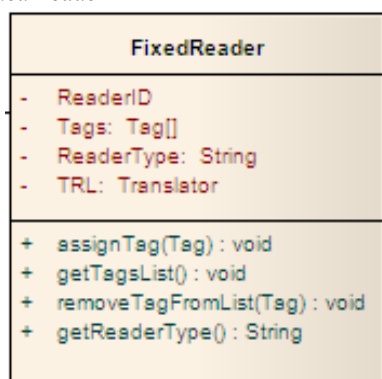 FixedReader
- ReaderID
- Tags: Tag[]
- ReaderType: String
- TRL: Translator
+ assignTag(Tag) : void
+ getTagsList() : void
+ removeTagFromList(Tag) : void
+ getReaderType() : String